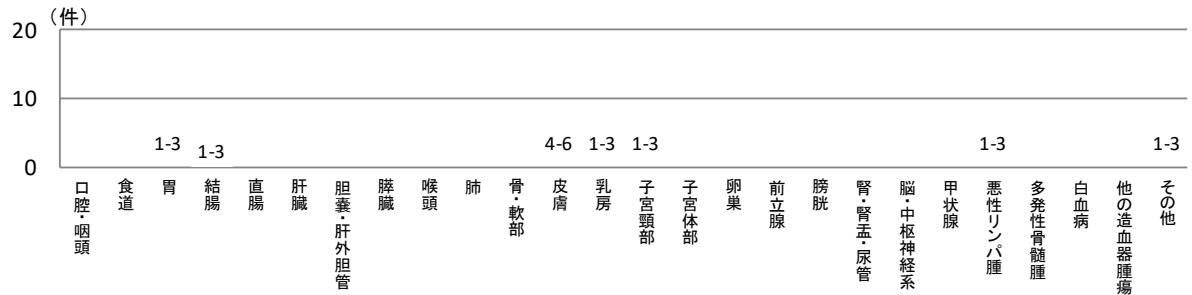 （件）
20
10
0
1-3
1-3
4-6
1-3
1-3
1-3
1-3
口腔・咽頭
食道
胃
結腸
直腸
肝臓
胆嚢・肝外胆管
膵臓
喉頭
肺
骨・軟部
皮膚
乳房
子宮頸部
子宮体部
卵巣
前立腺
膀胱
腎・腎盂・尿管
脳・中枢神経系
甲状腺
悪性リンパ腫
多発性骨髄腫
白血病
他の造血器腫瘍
その他